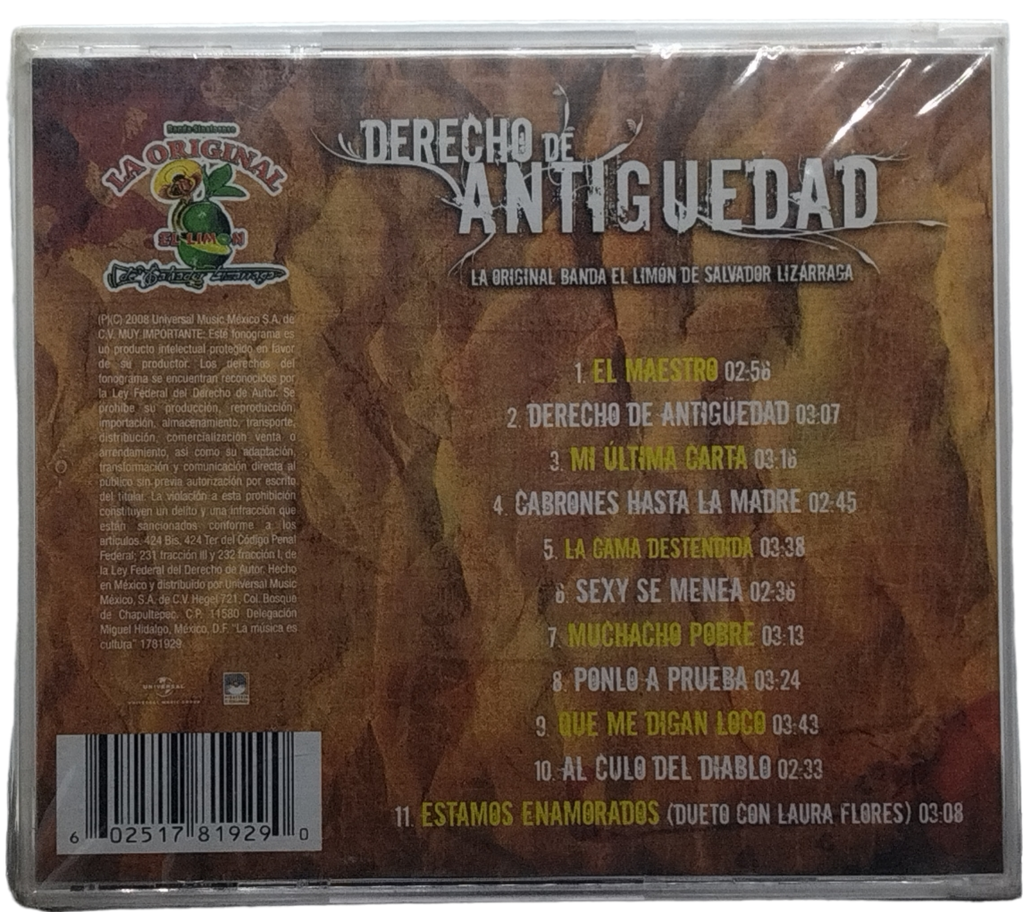 Banda Sinaloense
LA ORIGINAL
EL LIMÓN
de Salvador Lizarraga
DERECHO DE
ANTIGUEDAD
LA ORIGINAL BANDA EL LIMÓN DE SALVADOR LIZÁRRAGA
(P)(C) 2008 Universal Music México S.A. de
C.V. MUY IMPORTANTE: Este fonograma es
un producto intelectual protegido en favor
de su productor. Los derechos del
fonograma se encuentran reconocidos por
la Ley Federal del Derecho de Autor. Se
prohibe su producción, reproducción,
importación, almacenamiento, transporte,
distribución, comercialización venta o
arrendamiento, así como su adaptación,
transformación y comunicación directa al
público sin previa autorización por escrito
del titular. La violación a esta prohibición
constituyen un delito y una infracción que
están sancionados conforme a los
artículos: 424 Bis, 424 Ter del Código Penal
Federal; 231 fracción III y 232 fracción I, de
la Ley Federal del Derecho de Autor. Hecho
en México y distribuido por Universal Music
México, S.A. de C.V. Hegel 721, Col. Bosque
de Chapultepec. C.P. 11580 Delegación
Miguel Hidalgo, México, D.F. "La música es
cultura" 1781929
1. EL MAESTRO 02:56
2. DERECHO DE ANTIGÜEDAD 03:07
3. MI ÚLTIMA CARTA 03:16
4. CABRONES HASTA LA MADRE 02:45
5. LA CAMA DESTENDIDA 03:38
6. SEXY SE MENEA 02:36
7. MUCHACHO POBRE 03:13
8. PONLO A PRUEBA 03:24
9. QUE ME DIGAN LOCO 03:43
10. AL CULO DEL DIABLO 02:33
11. ESTAMOS ENAMORADOS (DUETO CON LAURA FLORES) 03:08
UNIVERSAL
UNIVERSAL MUSIC GROUP
6 02517 81929 0